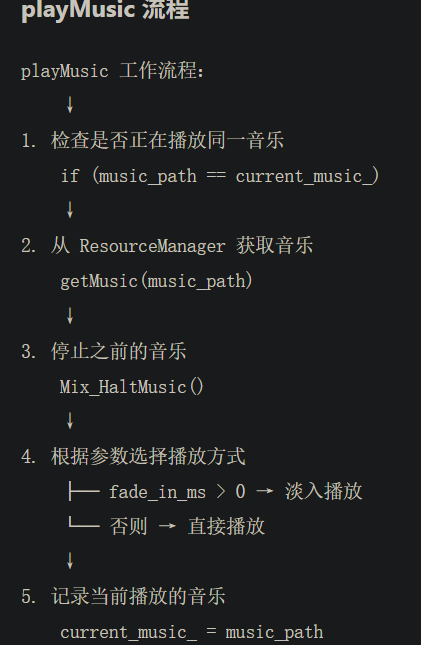 playMusic 流程
playMusic 工作流程：
↓
1. 检查是否正在播放同一音乐
if (music_path == current_music_)
↓
2. 从 ResourceManager 获取音乐
getMusic(music_path)
↓
3. 停止之前的音乐
Mix_HaltMusic()
↓
4. 根据参数选择播放方式
├── fade_in_ms > 0 → 淡入播放
└── 否则 → 直接播放
↓
5. 记录当前播放的音乐
current_music_ = music_path